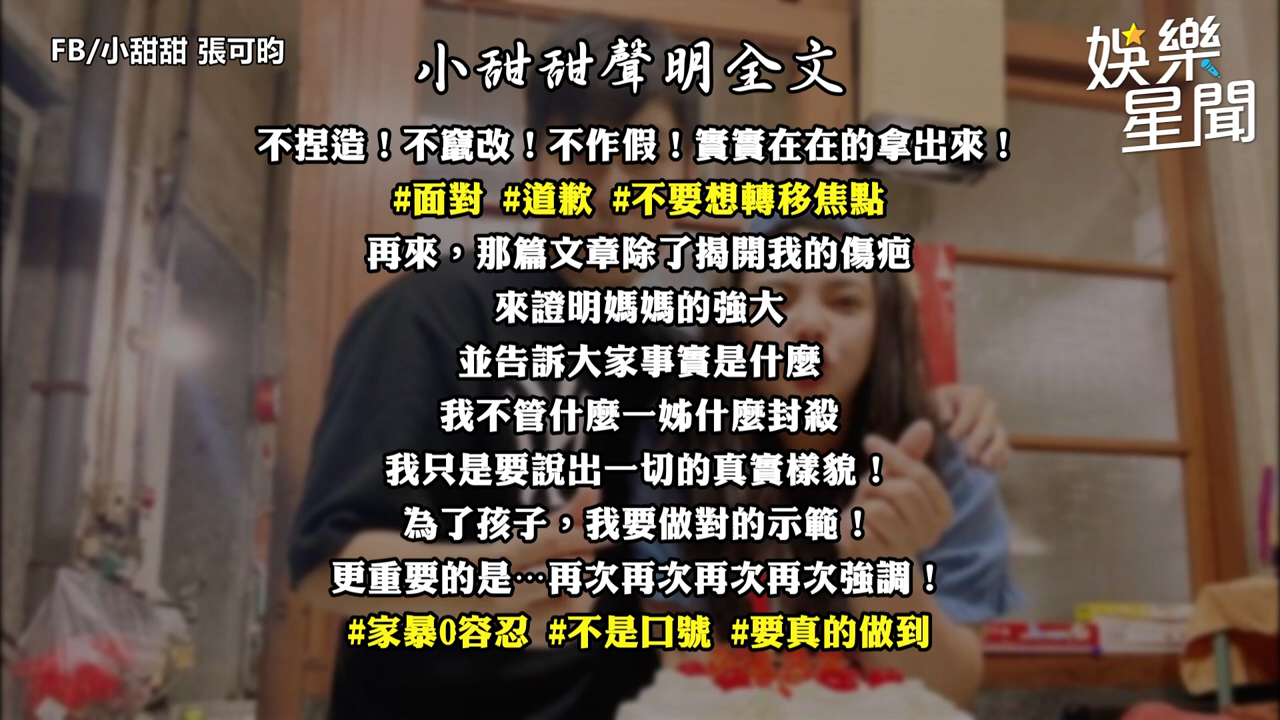 FB/小甜甜 張可昀
娛樂
星聞
小甜甜聲明全文
不捏造！不竄改！不作假！實實在在的拿出來！
#面對 #道歉 #不要想轉移焦點
再來，那篇文章除了揭開我的傷疤
來證明媽媽的強大
並告訴大家事實是什麼
我不管什麼一姊什麼封殺
我只是要說出一切的真實樣貌！
為了孩子，我要做對的示範！
更重要的是…再次再次再次再次強調！
#家暴0容忍 #不是口號 #要真的做到